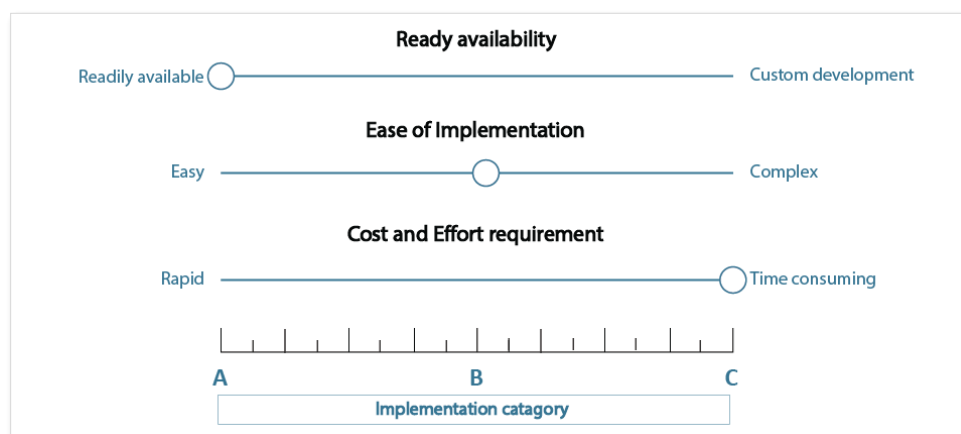 Ready availability
Readily available Custom development
Ease of Implementation
Easy Complex
Cost and Effort requirement
Rapid Time consuming
A B C
Implementation catagory